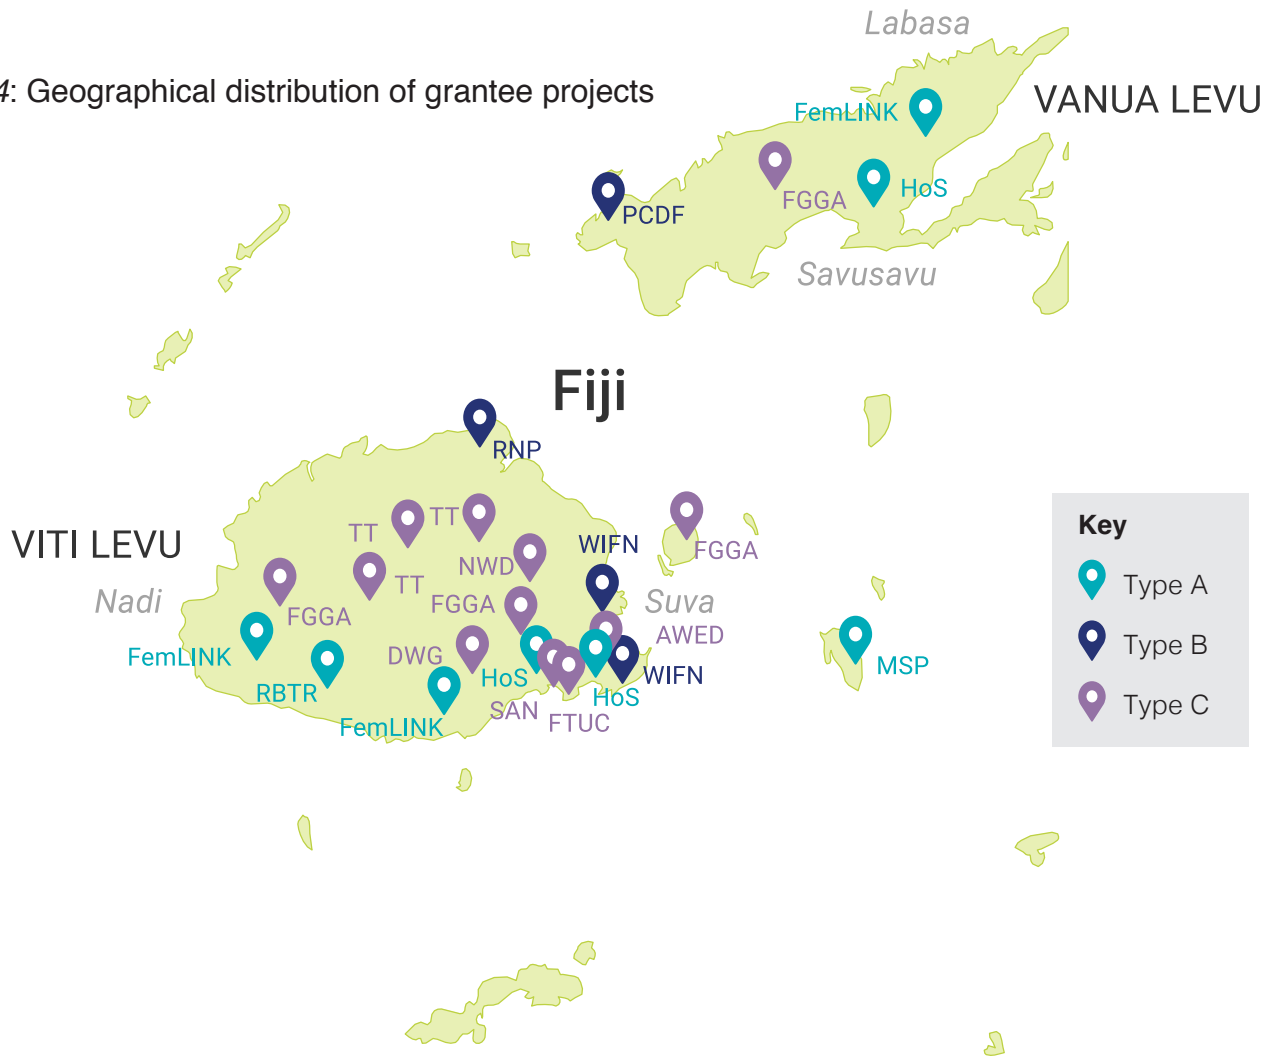 Labasa
4: Geographical distribution of grantee projects
VANUA LEVU
FemLINK
FGGA
HoS
PCDF
Savusavu
Fiji
RNP
VITI LEVU
TT
TT
WIFN
FGGA
NWD
TT
Nadi
FGGA
FGGA
Suva
AWED
FemLINK
DWG
HoS
WIFN
MSP
RBTR
HoS
SAN
FTUC
FemLINK
Key
Type A
Type B
Type C